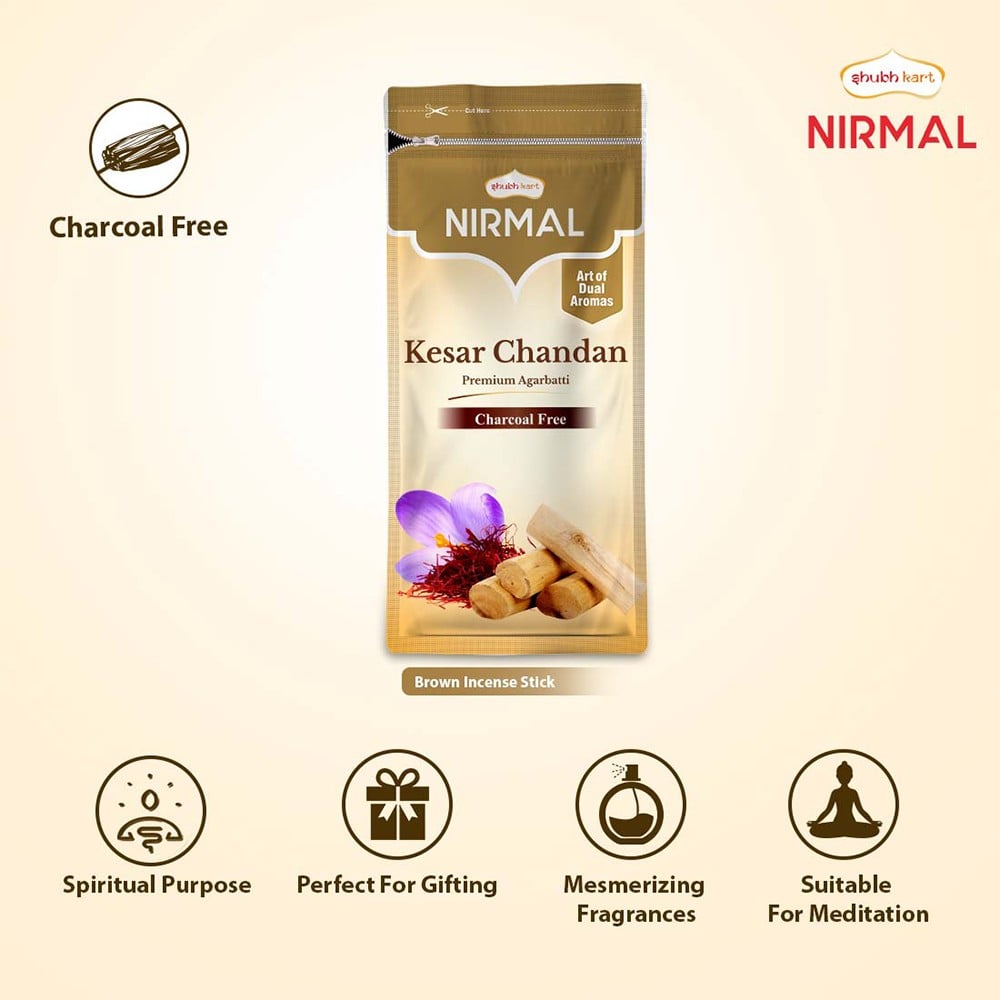 shubh kart
NIRMAL
Charcoal Free
Cut Here
shubh kart
NIRMAL
Art of
Dual
Aromas
Kesar Chandan
Premium Agarbatti
Charcoal Free
Brown Incense Stick
Spiritual Purpose
Perfect For Gifting
Mesmerizing
Fragrances
Suitable
For Meditation